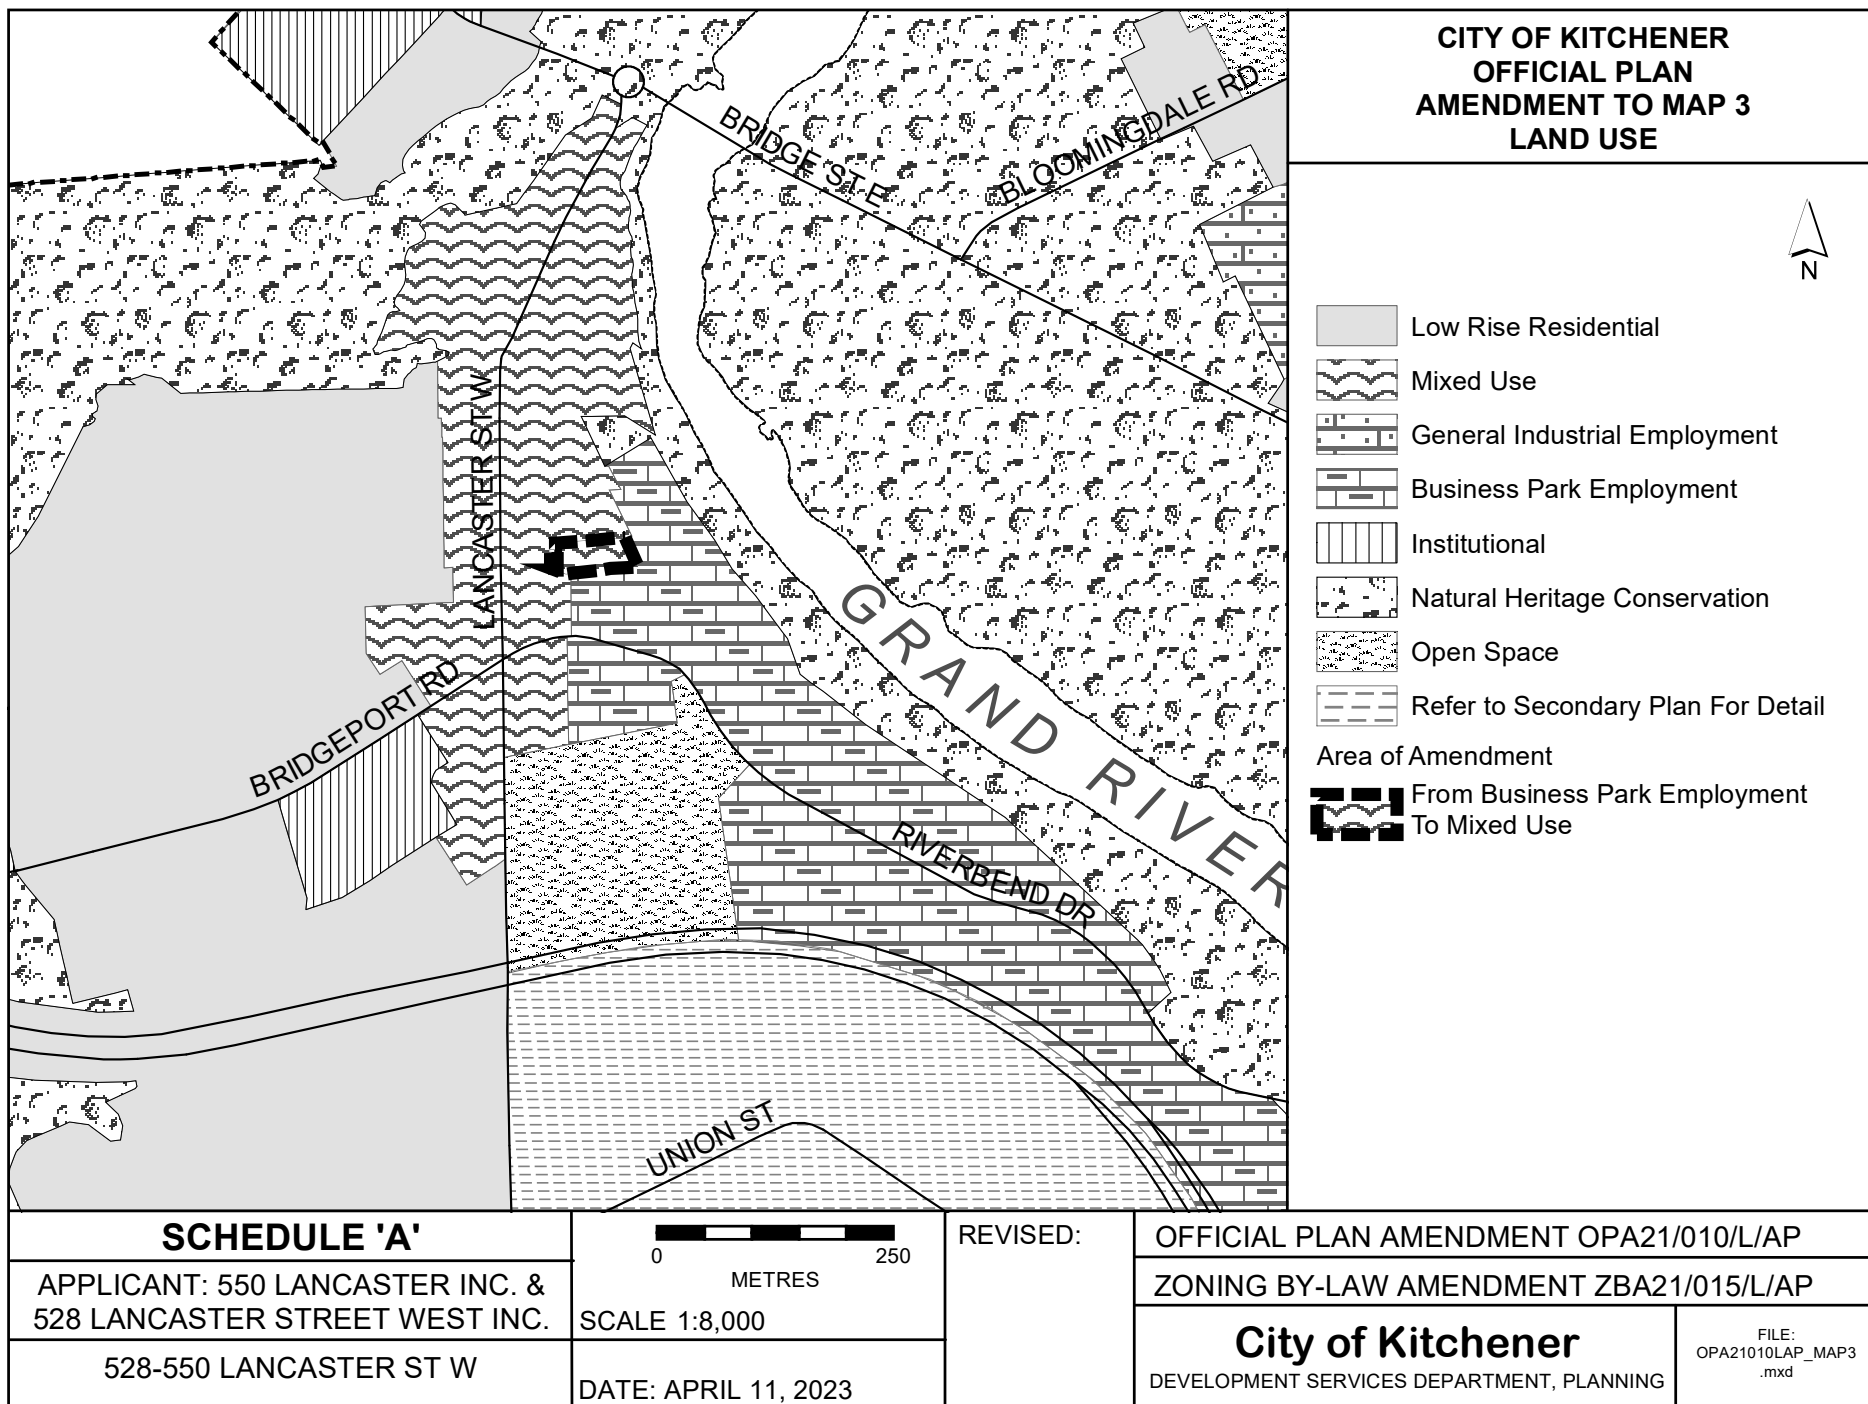 CITY OF KITCHENER
OFFICIAL PLAN
AMENDMENT TO MAP 3
LAND USE
N
Low Rise Residential
Mixed Use
General Industrial Employment
Business Park Employment
Institutional
Natural Heritage Conservation
Open Space
Refer to Secondary Plan For Detail
Area of Amendment
From Business Park Employment
To Mixed Use
BRIDGE ST E
BLOOMINGDALE RD
LANCASTER ST W
GRAND RIVER
BRIDGEPORT RD
RIVERBEND DR
UNION ST
SCHEDULE 'A'
APPLICANT: 550 LANCASTER INC. &
528 LANCASTER STREET WEST INC.
528-550 LANCASTER ST W
0 250
METRES
SCALE 1:8,000
DATE: APRIL 11, 2023
REVISED:
OFFICIAL PLAN AMENDMENT OPA21/010/L/AP
ZONING BY-LAW AMENDMENT ZBA21/015/L/AP
City of Kitchener
DEVELOPMENT SERVICES DEPARTMENT, PLANNING
FILE:
OPA21010LAP_MAP3
.mxd